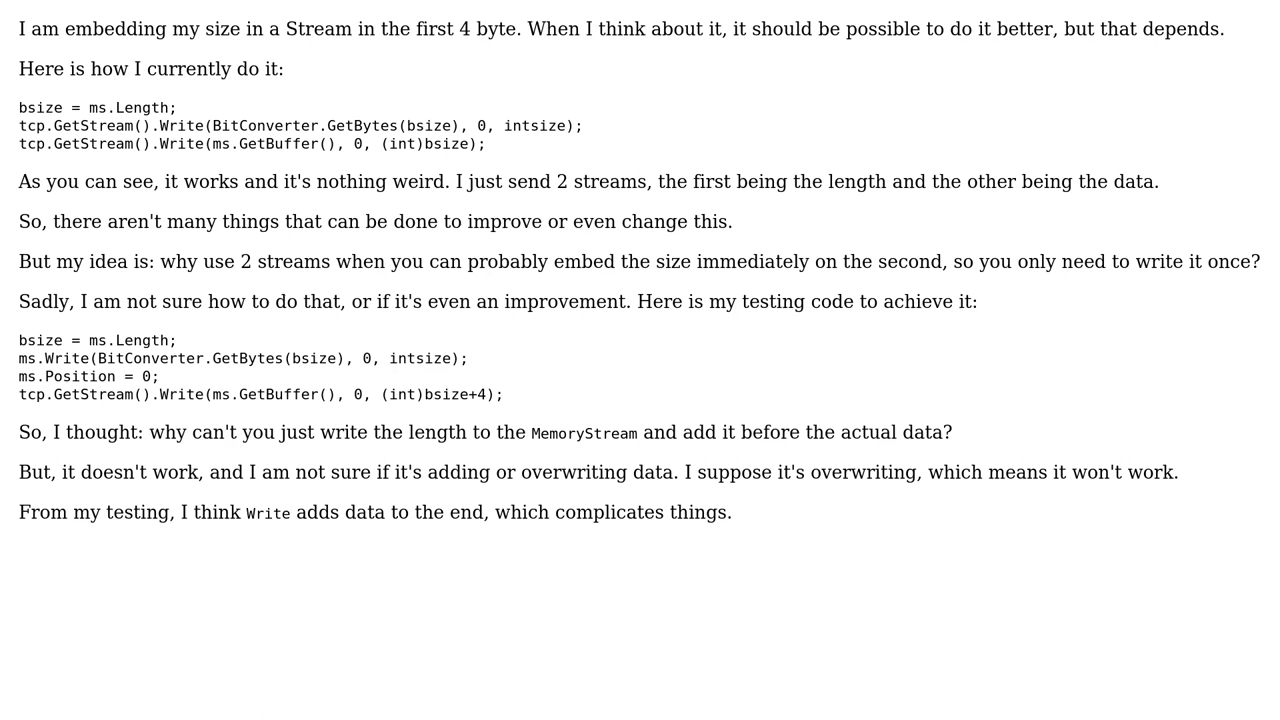 I am embedding my size in a Stream in the first 4 byte. When I think about it, it should be possible to do it better, but that depends.
Here is how I currently do it:
bsize = ms.Length;
tcp.GetStream().Write(BitConverter.GetBytes(bsize), 0, intsize);
tcp.GetStream().Write(ms.GetBuffer(), 0, (int)bsize);
As you can see, it works and it's nothing weird. I just send 2 streams, the first being the length and the other being the data.
So, there aren't many things that can be done to improve or even change this.
But my idea is: why use 2 streams when you can probably embed the size immediately on the second, so you only need to write it once?
Sadly, I am not sure how to do that, or if it's even an improvement. Here is my testing code to achieve it:
bsize = ms.Length;
ms.Write(BitConverter.GetBytes(bsize), 0, intsize);
ms.Position = 0;
tcp.GetStream().Write(ms.GetBuffer(), 0, (int)bsize+4);
So, I thought: why can't you just write the length to the MemoryStream and add it before the actual data?
But, it doesn't work, and I am not sure if it's adding or overwriting data. I suppose it's overwriting, which means it won't work.
From my testing, I think Write adds data to the end, which complicates things.